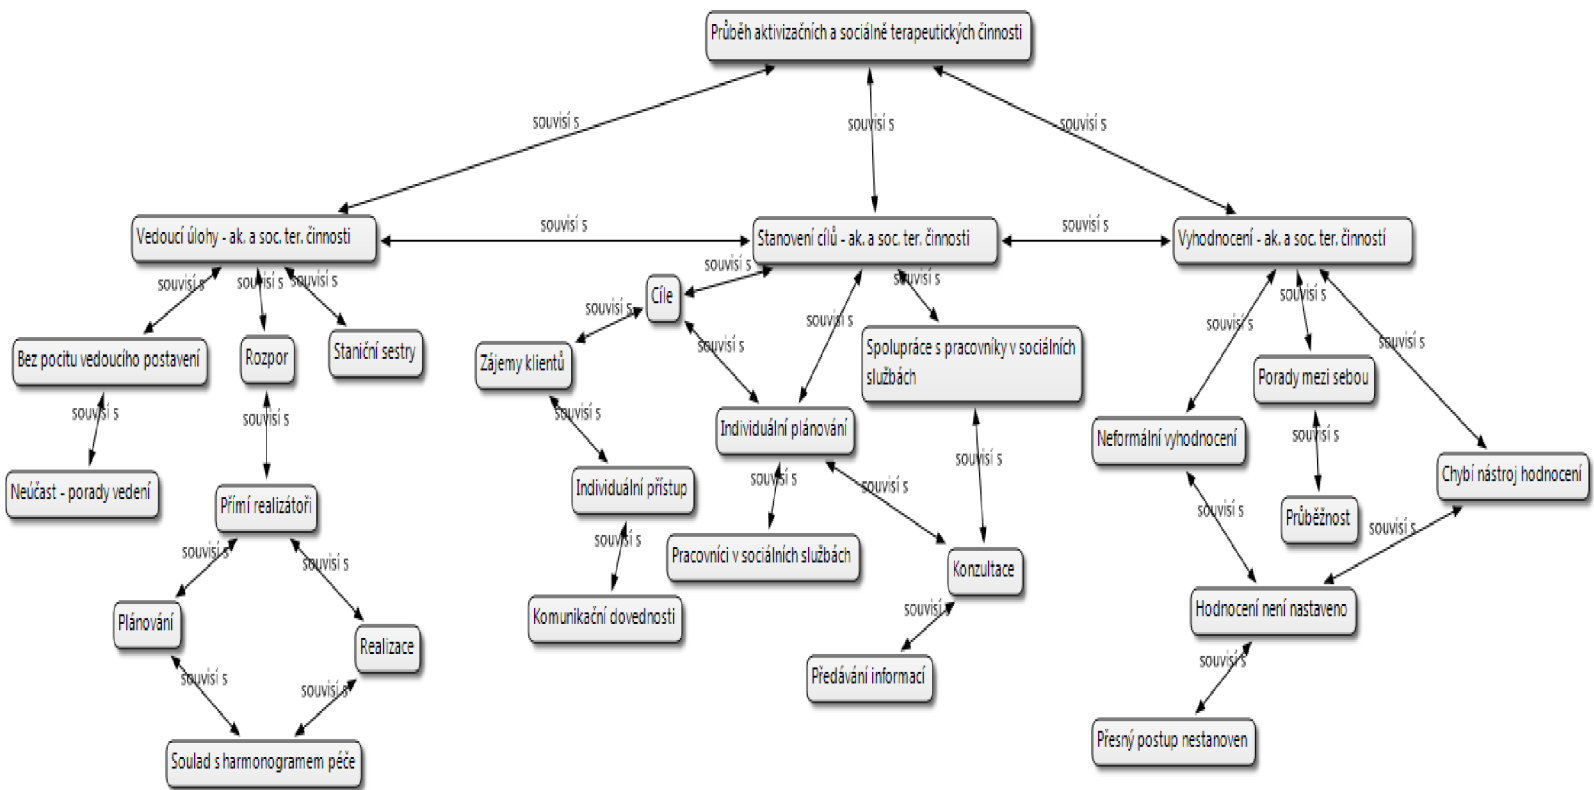 Průběh aktivizačních a sociálně terapeutických činnosti
souvisí s
souvisí s
souvisí s
Vedoucí úlohy - ak. a soc. ter. činnosti
souvisí s
Stanovení cílů - ak. a soc. ter. činnosti
souvisí s
Vyhodnocení - ak. a soc. ter. činností
souvisí s
souvisí s
souvisí s
souvisí s
souvisí s
souvisí s
Cíle
souvisí s
souvisí s
souvisí s
souvisí s
souvisí s
souvisí s
Bez pocitu vedoucího postavení
Rozpor
Staniční sestry
Zájemy klientů
Spolupráce s pracovníky v sociálních
službách
Porady mezi sebou
souvisí s
souvisí s
souvisí s
Individuální plánování
souvisí s
Neformální vyhodnocení
souvisí s
Chybí nástroj hodnocení
Neúčast - porady vedení
Přímí realizátoři
Individuální přístup
souvisí s
souvisí s
souvisí s
Průběžnost
souvisí s
souvisí s
souvisí s
souvisí s
Pracovníci v sociálních službách
Konzultace
Plánování
Realizace
Komunikační dovednosti
souvisí s
Hodnocení není nastaveno
souvisí s
souvisí s
Předávání informací
souvisí s
Přesný postup nestanoven
Soulad s harmonogramem péče